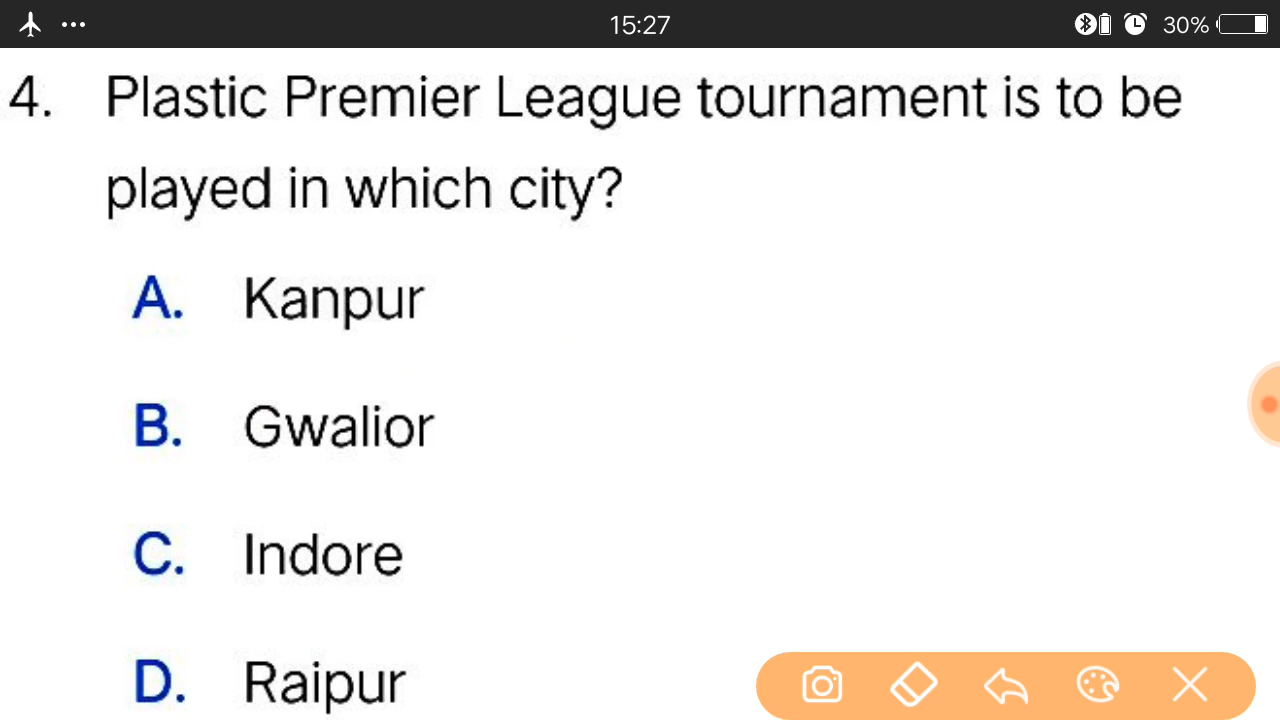 15:27
30%
4. Plastic Premier League tournament is to be
played in which city?
A. Kanpur
B. Gwalior
C. Indore
D. Raipur